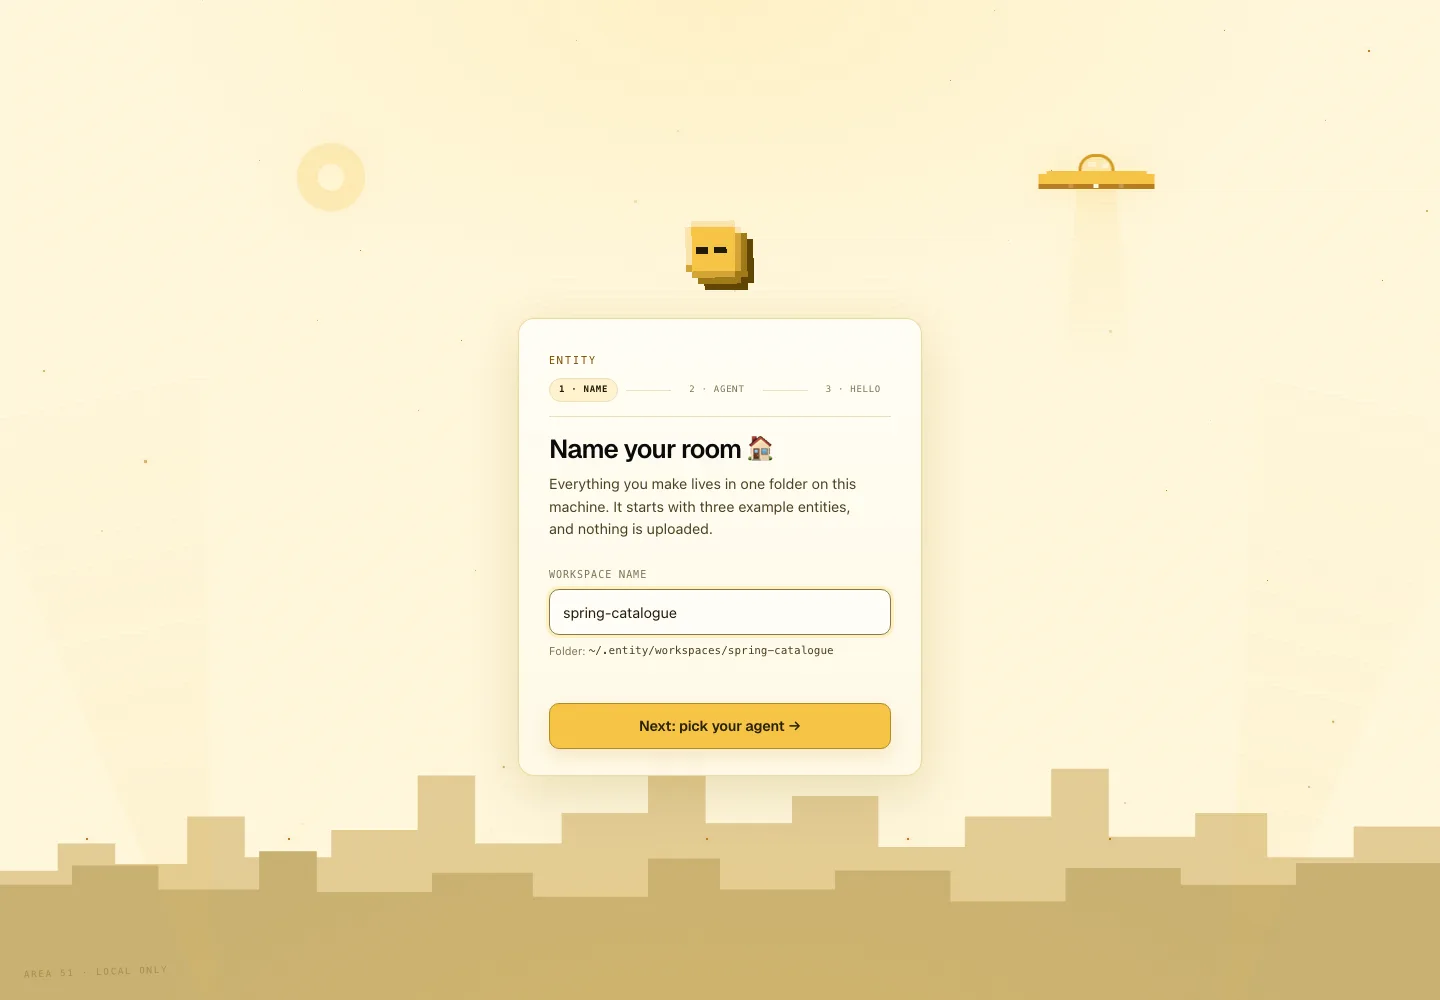 ENTITY
1 · NAME
2 · AGENT
3 · HELLO
Name your room 🏠
Everything you make lives in one folder on this
machine. It starts with three example entities,
and nothing is uploaded.
WORKSPACE NAME
spring-catalogue
Folder: ~/.entity/workspaces/spring-catalogue
Next: pick your agent →
AREA 51 · LOCAL ONLY